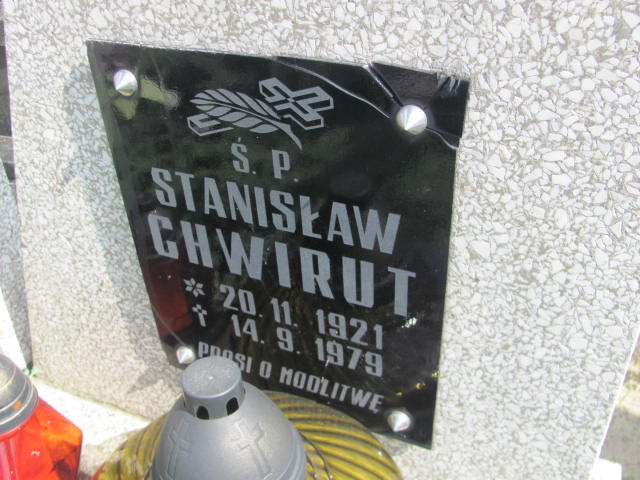 Ś. P.
STANISŁAW
CHWIRUT
* 20. 11. 1921
† 14. 9. 1979
PROSI O MODLITWĘ